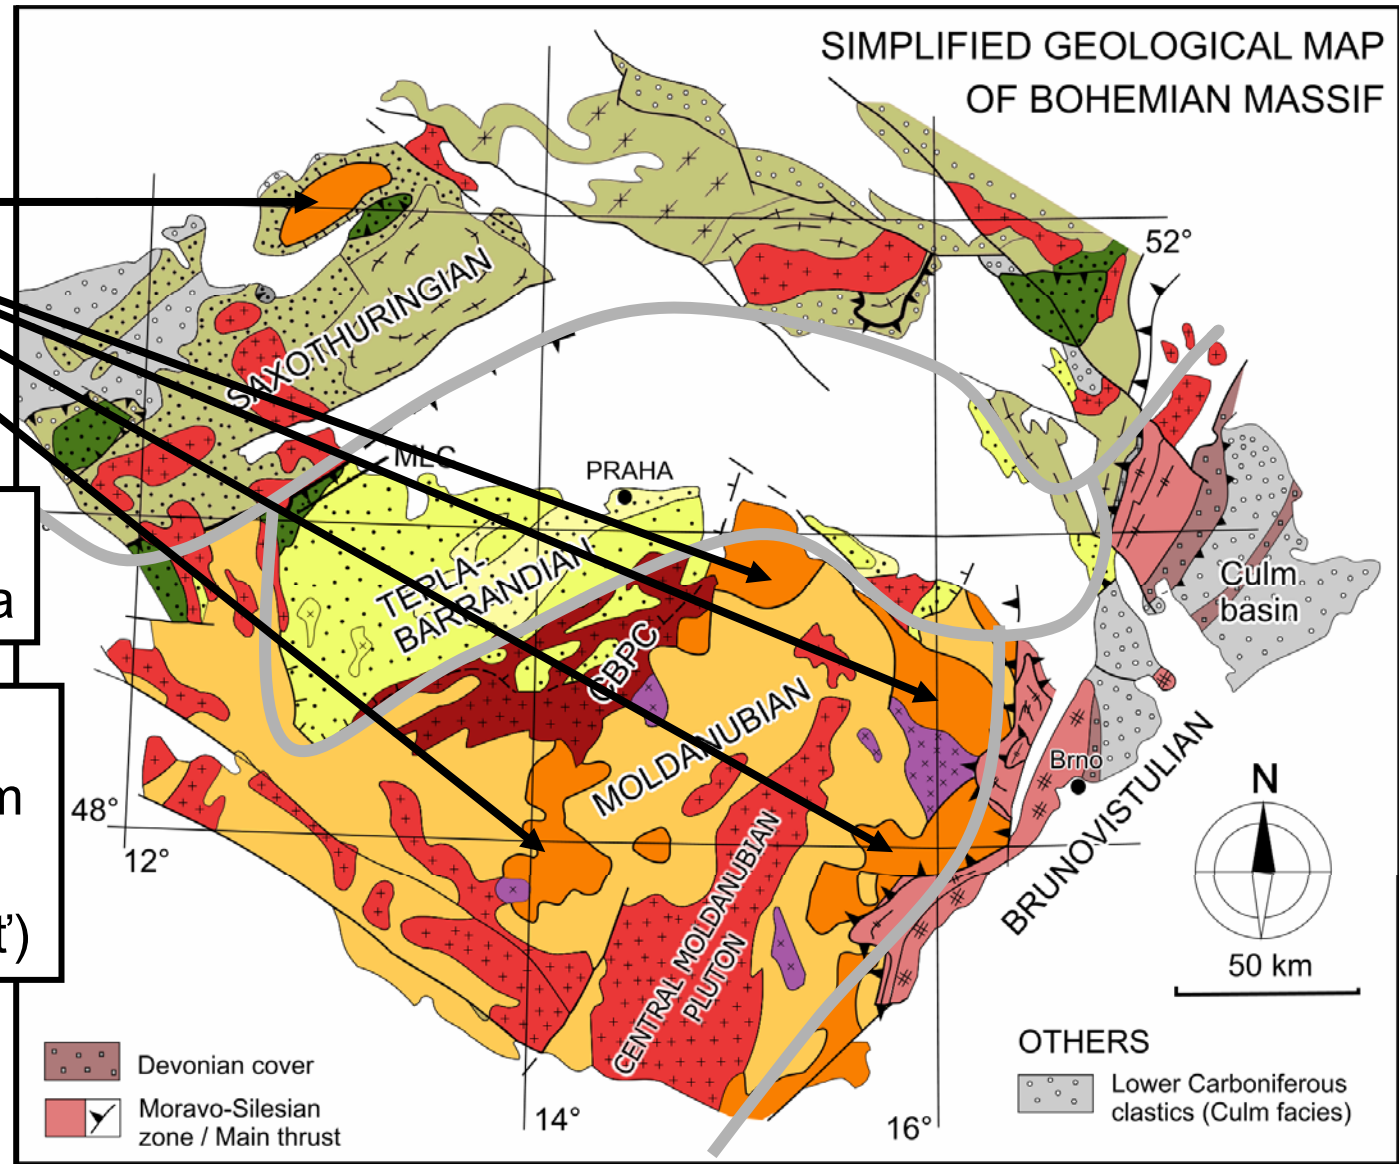 SIMPLIFIED GEOLOGICAL MAP
OF BOHEMIAN MASSIF
52°
SAXOTHURINGIAN
MLC
PRAHA
a
TEPLA-
BARRANDIAN
CBPC
Culm
basin
MOLDANUBIAN
m
48°
12°
Brno
BRUNOVISTULIAN
N
ť)
CENTRAL MOLDANUBIAN
PLUTON
50 km
Devonian cover
Moravo-Silesian
zone / Main thrust
14°
16°
OTHERS
Lower Carboniferous
clastics (Culm facies)